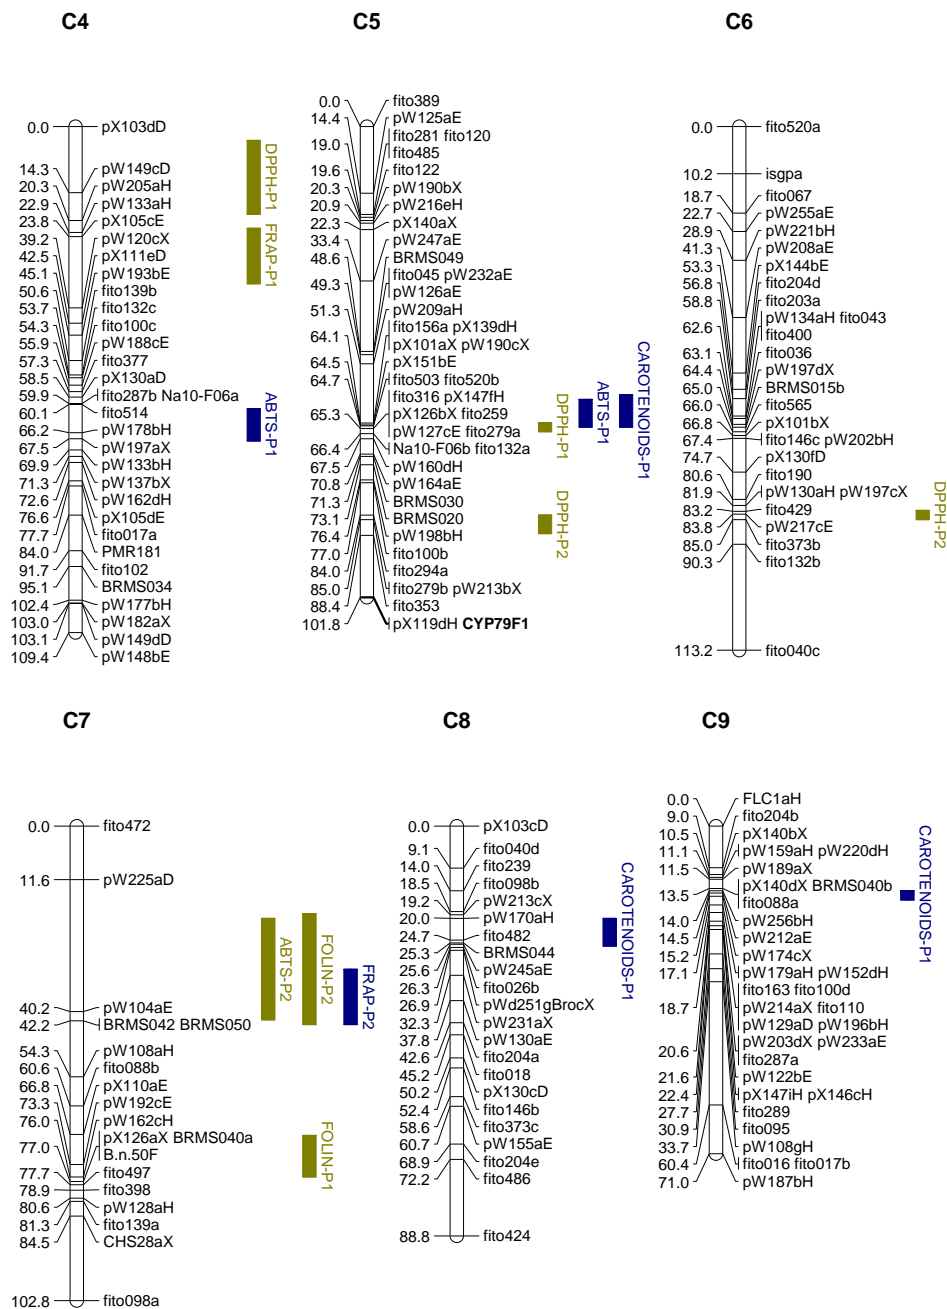 C4
0.0 pX103dD
14.3 pW149cD
20.3 pW205aH
22.9 pW133aH
23.8 pX105cE
39.2 pW120cX
42.5 pX111eD
45.1 pW193bE
50.6 fito139b
53.7 fito132c
54.3 fito100c
55.9 pW188cE
57.3 fito377
58.5 pX130aD
59.9 fito287b Na10-F06a
60.1 fito514
66.2 pW178bH
67.5 pW197aX
69.9 pW133bH
71.3 pW137bX
72.6 pW162dH
76.6 pX105dE
77.7 fito017a
84.0 PMR181
91.7 fito102
95.1 BRMS034
102.4 pW177bH
103.0 pW182aX
103.1 pW149dD
109.4 pW148bE
DPPH-P1
FRAP-P1
ABTS-P1
C5
0.0 fito389
14.4 pW125aE
fito281 fito120
19.0
fito485
19.6 fito122
20.3 pW190bX
20.9 pW216eH
22.3 pX140aX
33.4 pW247aE
48.6 BRMS049
fito045 pW232aE
49.3
pW126aE
51.3 pW209aH
fito156a pX139dH
64.1
pX101aX pW190cX
64.5 pX151bE
64.7 fito503 fito520b
fito316 pX147fH
65.3 pX126bX fito259
pW127cE fito279a
66.4 Na10-F06b fito132a
67.5 pW160dH
70.8 pW164aE
71.3 BRMS030
73.1 BRMS020
76.4 pW198bH
77.0 fito100b
84.0 fito294a
85.0 fito279b pW213bX
88.4 fito353
101.8 pX119dH CYP79F1
DPPH-P1
DPPH-P2
ABTS-P1
CAROTENOIDS-P1
C6
0.0 fito520a
10.2 isgpa
18.7 fito067
22.7 pW255aE
28.9 pW221bH
41.3 pW208aE
53.3 pX144bE
56.8 fito204d
58.8 fito203a
pW134aH fito043
62.6
fito400
63.1 fito036
64.4 pW197dX
65.0 BRMS015b
66.0 fito565
66.8 pX101bX
67.4 fito146c pW202bH
74.7 pX130fD
80.6 fito190
81.9 pW130aH pW197cX
83.2 fito429
83.8 pW217cE
85.0 fito373b
90.3 fito132b
113.2 fito040c
DPPH-P2
C7
0.0 fito472
11.6 pW225aD
40.2 pW104aE
42.2 BRMS042 BRMS050
54.3 pW108aH
60.6 fito088b
66.8 pX110aE
73.3 pW192cE
76.0 pW162cH
pX126aX BRMS040a
77.0
B.n.50F
77.7 fito497
78.9 fito398
80.6 pW128aH
81.3 fito139a
84.5 CHS28aX
102.8 fito098a
ABTS-P2
FOLIN-P2
FRAP-P2
FOLIN-P1
C8
0.0 pX103cD
9.1 fito040d
14.0 fito239
18.5 fito098b
19.2 pW213cX
20.0 pW170aH
24.7 fito482
25.3 BRMS044
25.6 pW245aE
26.3 fito026b
26.9 pWd251gBrocX
32.3 pW231aX
37.8 pW130aE
42.6 fito204a
45.2 fito018
50.2 pX130cD
52.4 fito146b
58.6 fito373c
60.7 pW155aE
68.9 fito204e
72.2 fito486
88.8 fito424
CAROTENOIDS-P1
C9
0.0 FLC1aH
9.0 fito204b
10.5 pX140bX
11.1 pW159aH pW220dH
11.5 pW189aX
pX140dX BRMS040b
13.5
fito088a
14.0 pW256bH
14.5 pW212aE
15.2 pW174cX
17.1 pW179aH pW152dH
fito163 fito100d
18.7 pW214aX fito110
pW129aD pW196bH
pW203dX pW233aE
20.6
fito287a
21.6 pW122bE
22.4 pX147iH pX146cH
27.7 fito289
30.9 fito095
33.7 pW108gH
60.4 fito016 fito017b
71.0 pW187bH
CAROTENOIDS-P1